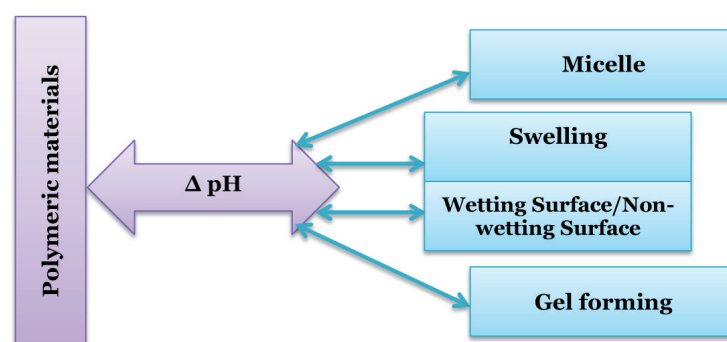 Polymeric materials
Δ pH
Micelle
Swelling
Wetting Surface/Non-
wetting Surface
Gel forming